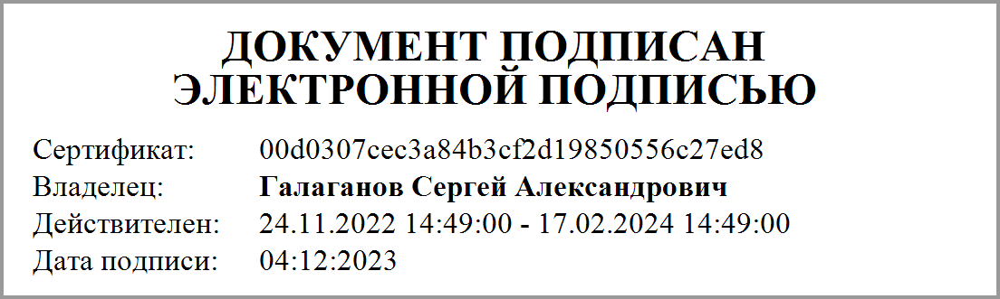 ДОКУМЕНТ ПОДПИСАН
ЭЛЕКТРОННОЙ ПОДПИСЬЮ
Сертификат: 00d0307cec3a84b3cf2d19850556c27ed8
Владелец: Галаганов Сергей Александрович
Действителен: 24.11.2022 14:49:00 - 17.02.2024 14:49:00
Дата подписи: 04:12:2023